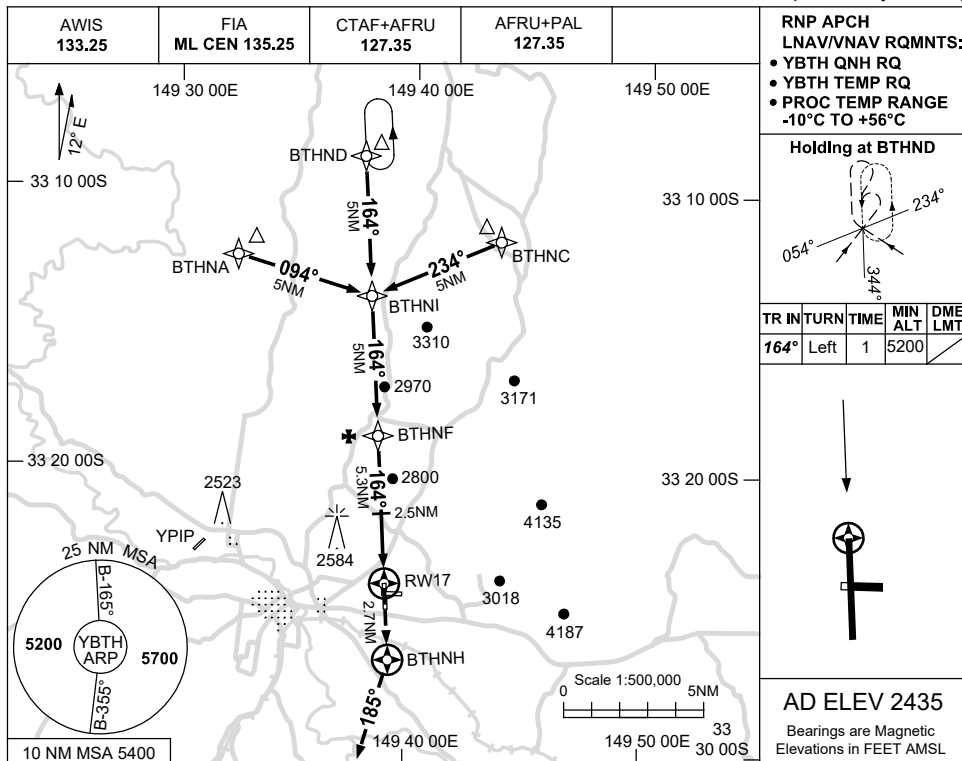 AWIS
133.25
FIA
ML CEN 135.25
CTAF+AFRU
127.35
AFRU+PAL
127.35
RNP APCH
LNAV/VNAV RQMNTS:
• YBTH QNH RQ
• YBTH TEMP RQ
• PROC TEMP RANGE
-10°C TO +56°C
149 30 00E
149 40 00E
149 50 00E
12° E
BTHND
33 10 00S
33 10 00S
164°
5NM
BTHNA
094°
5NM
234°
5NM
BTHNC
BTHNI
3310
164°
5NM
2970
3171
BTHNF
33 20 00S
33 20 00S
164°
5.3NM
2800
2.5NM
2523
YPIP
2584
4135
RW17
3018
4187
2.7NM
BTHNH
185°
25 NM MSA
B-165°
5200
YBTH
ARP
5700
B-355°
10 NM MSA 5400
Scale 1:500,000
0
5NM
149 40 00E
149 50 00E
33
30 00S
Holding at BTHND
234°
054°
344°
TR IN
TURN
TIME
MIN
ALT
DME
LMT
164°
Left
1
5200
AD ELEV 2435
Bearings are Magnetic
Elevations in FEET AMSL